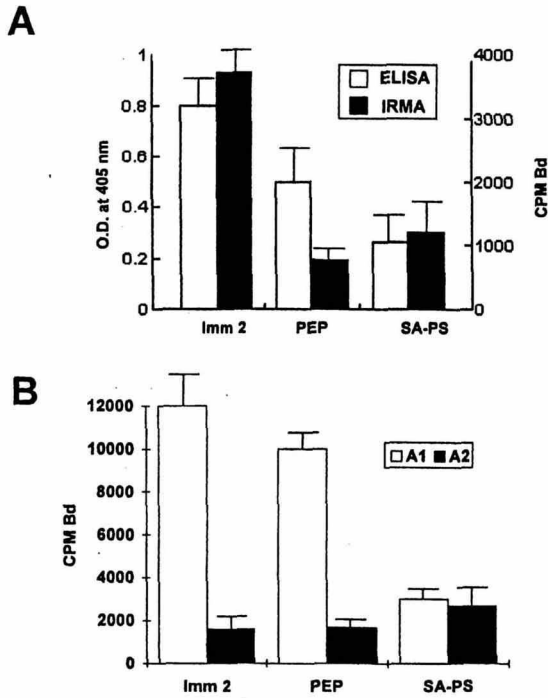 A
1
0.8
0.6
0.4
0.2
0
O.D. at 405 nm
ELISA
IRMA
4000
3000
2000
1000
0
CPM Bd
Imm 2 PEP SA-PS
B
12000
10000
8000
6000
4000
2000
0
CPM Bd
A1 A2
Imm 2 PEP SA-PS